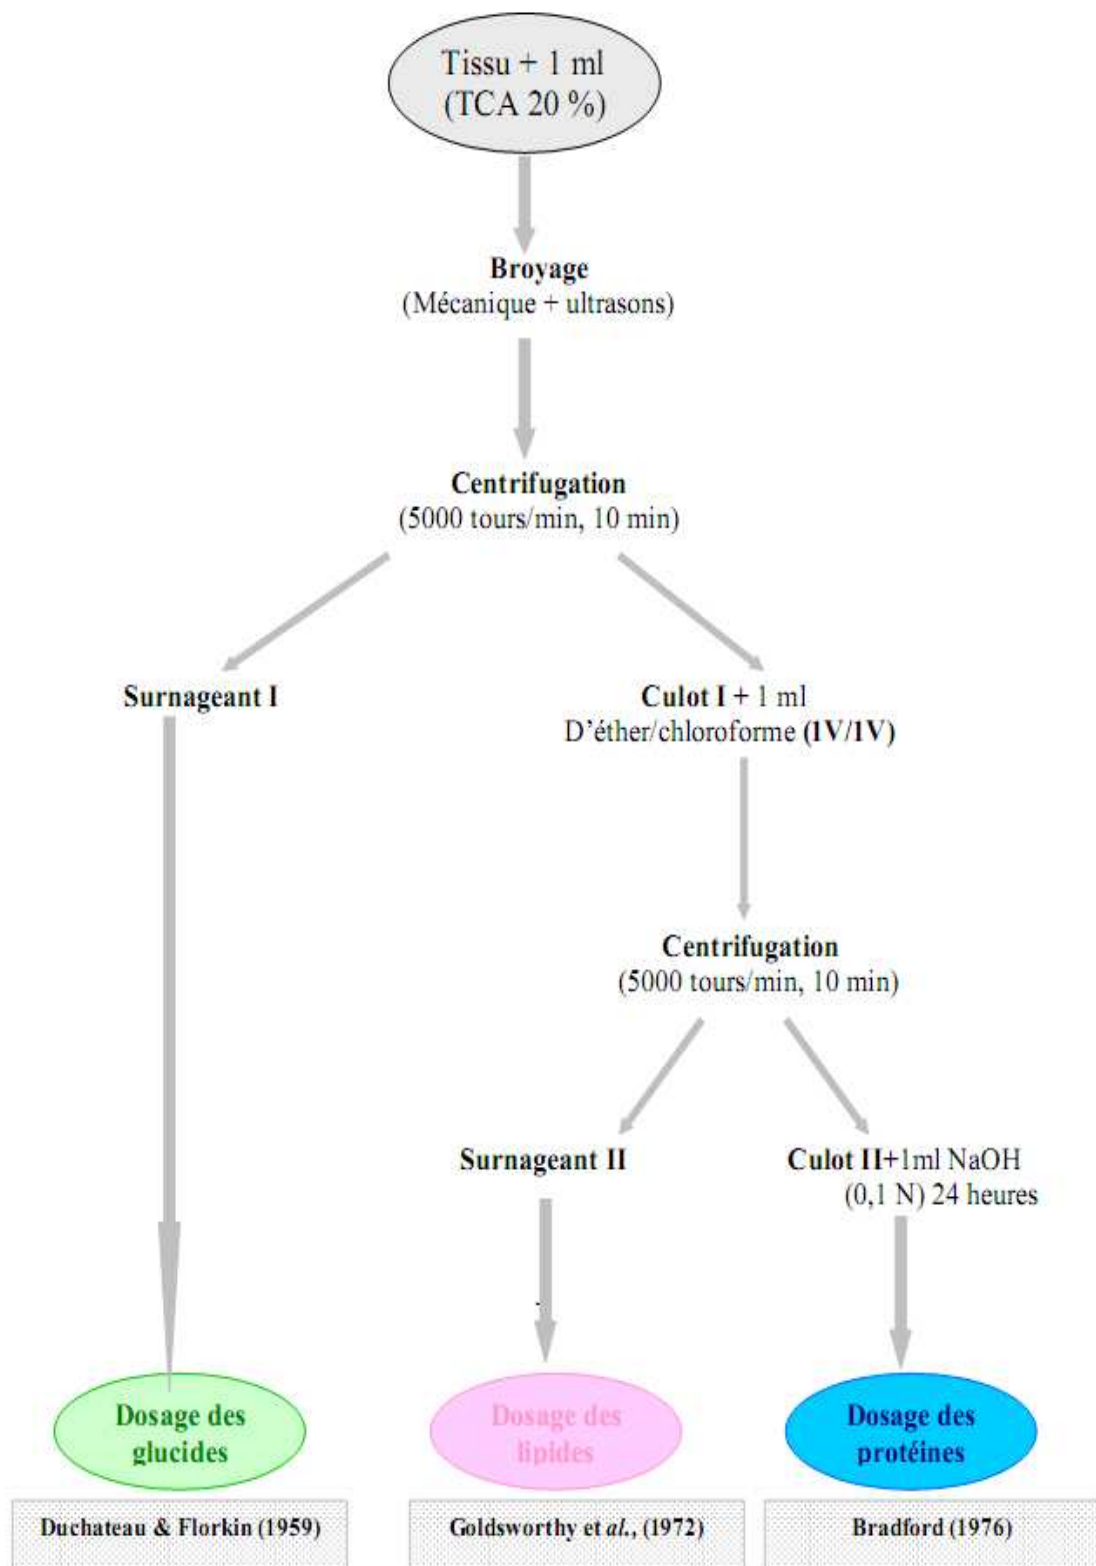 Tissu + 1 ml
(TCA 20 %)
Broyage
(Mécanique + ultrasons)
Centrifugation
(5000 tours/min, 10 min)
Surnageant I
Culot I + 1 ml
D'éther/chloroforme (1V/1V)
Centrifugation
(5000 tours/min, 10 min)
Surnageant II
Culot II+1ml NaOH
(0,1 N) 24 heures
Dosage des
glucides
Dosage des
lipides
Dosage des
protéines
Duchateau & Florkin (1959)
Goldsworthy et al., (1972)
Bradford (1976)